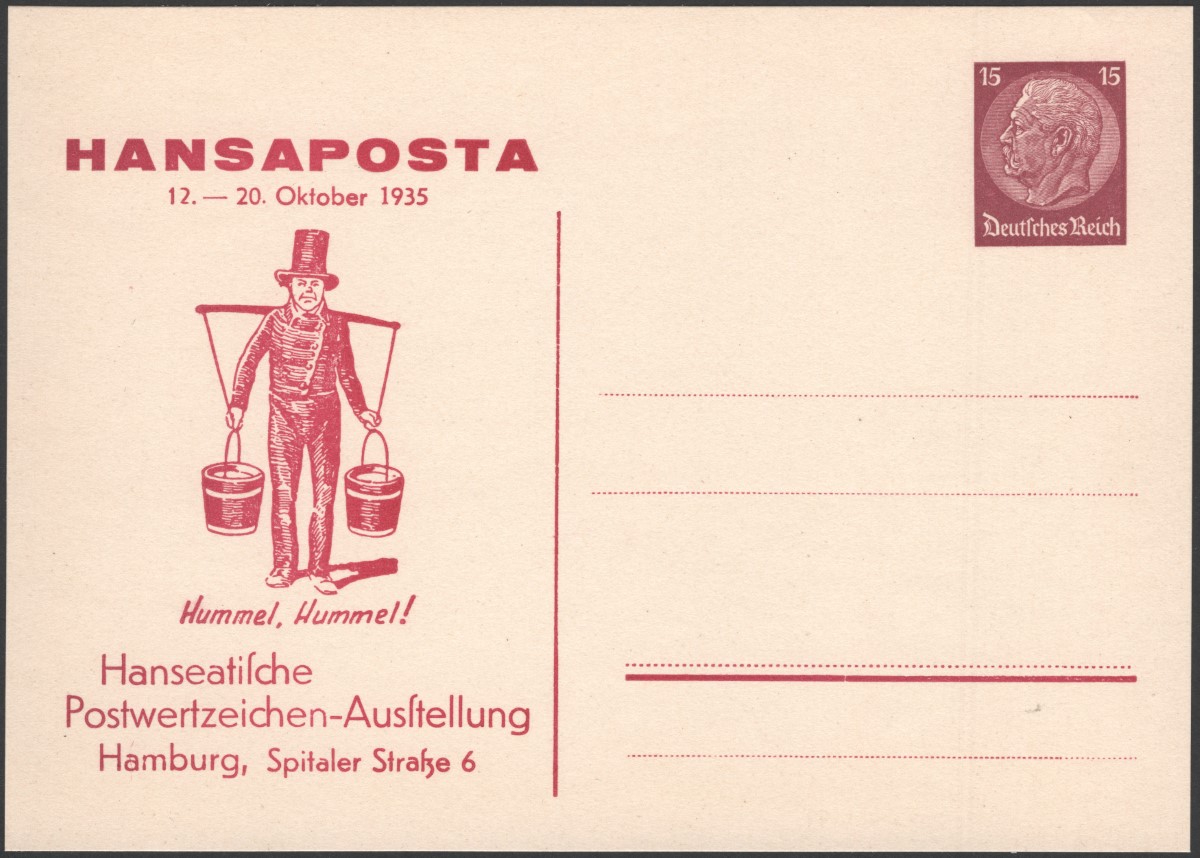 HANSAPOSTA
12. — 20. Oktober 1935
15 15
Deutſches Reich
Hummel, Hummel!
Hanseatiſche
Postwertzeichen-Ausſtellung
Hamburg, Spitaler Straße 6